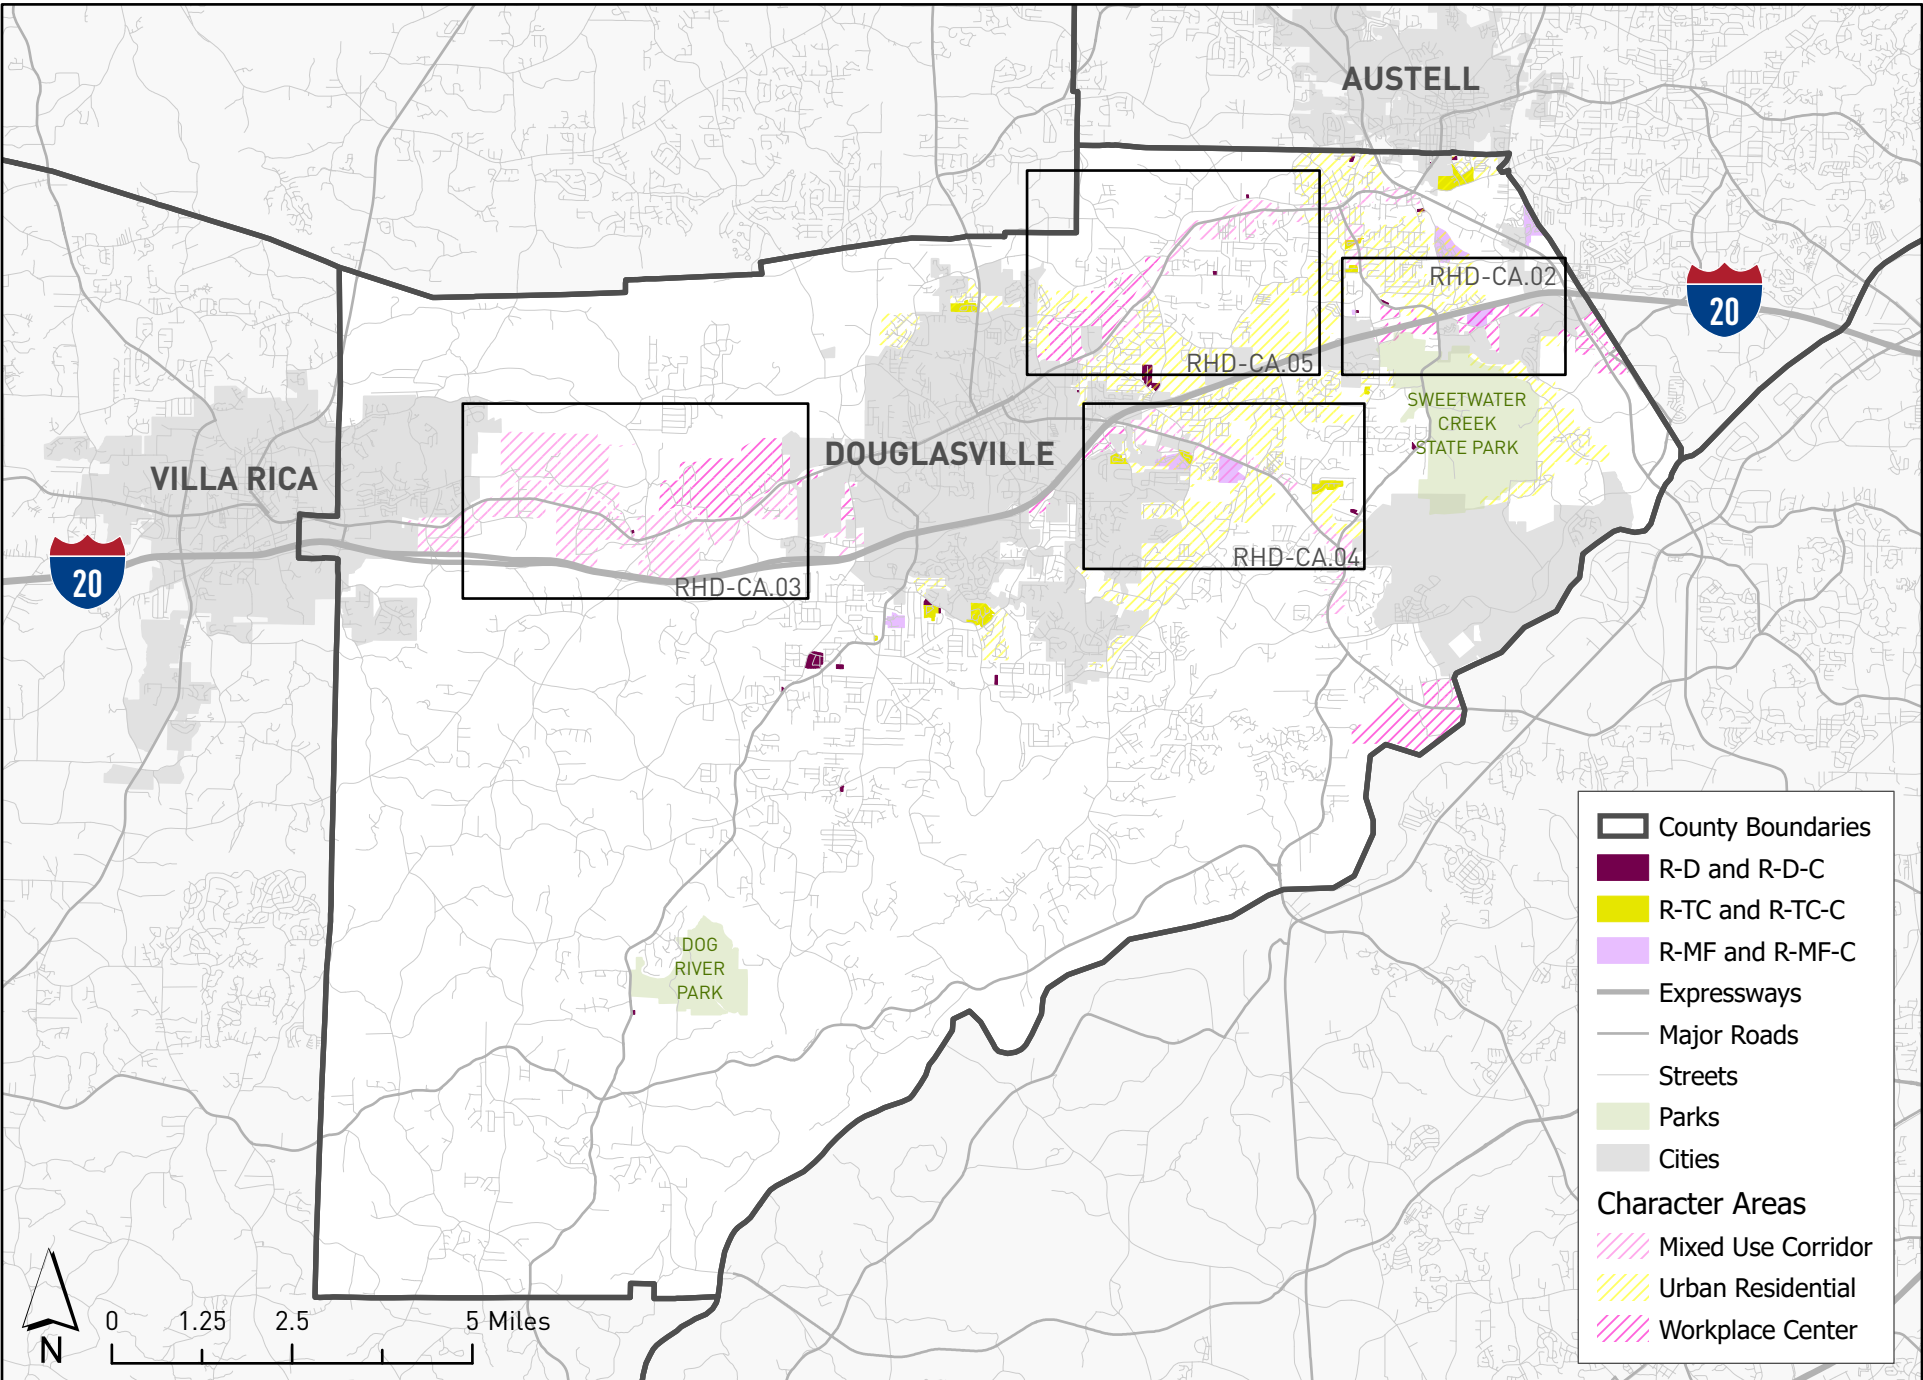 AUSTELL
RHD-CA.02
20
RHD-CA.05
SWEETWATER
CREEK
STATE PARK
DOUGLASVILLE
VILLA RICA
RHD-CA.04
20
RHD-CA.03
DOG
RIVER
PARK
County Boundaries
R-D and R-D-C
R-TC and R-TC-C
R-MF and R-MF-C
Expressways
Major Roads
Streets
Parks
Cities
Character Areas
Mixed Use Corridor
Urban Residential
Workplace Center
0 1.25 2.5 5 Miles
N